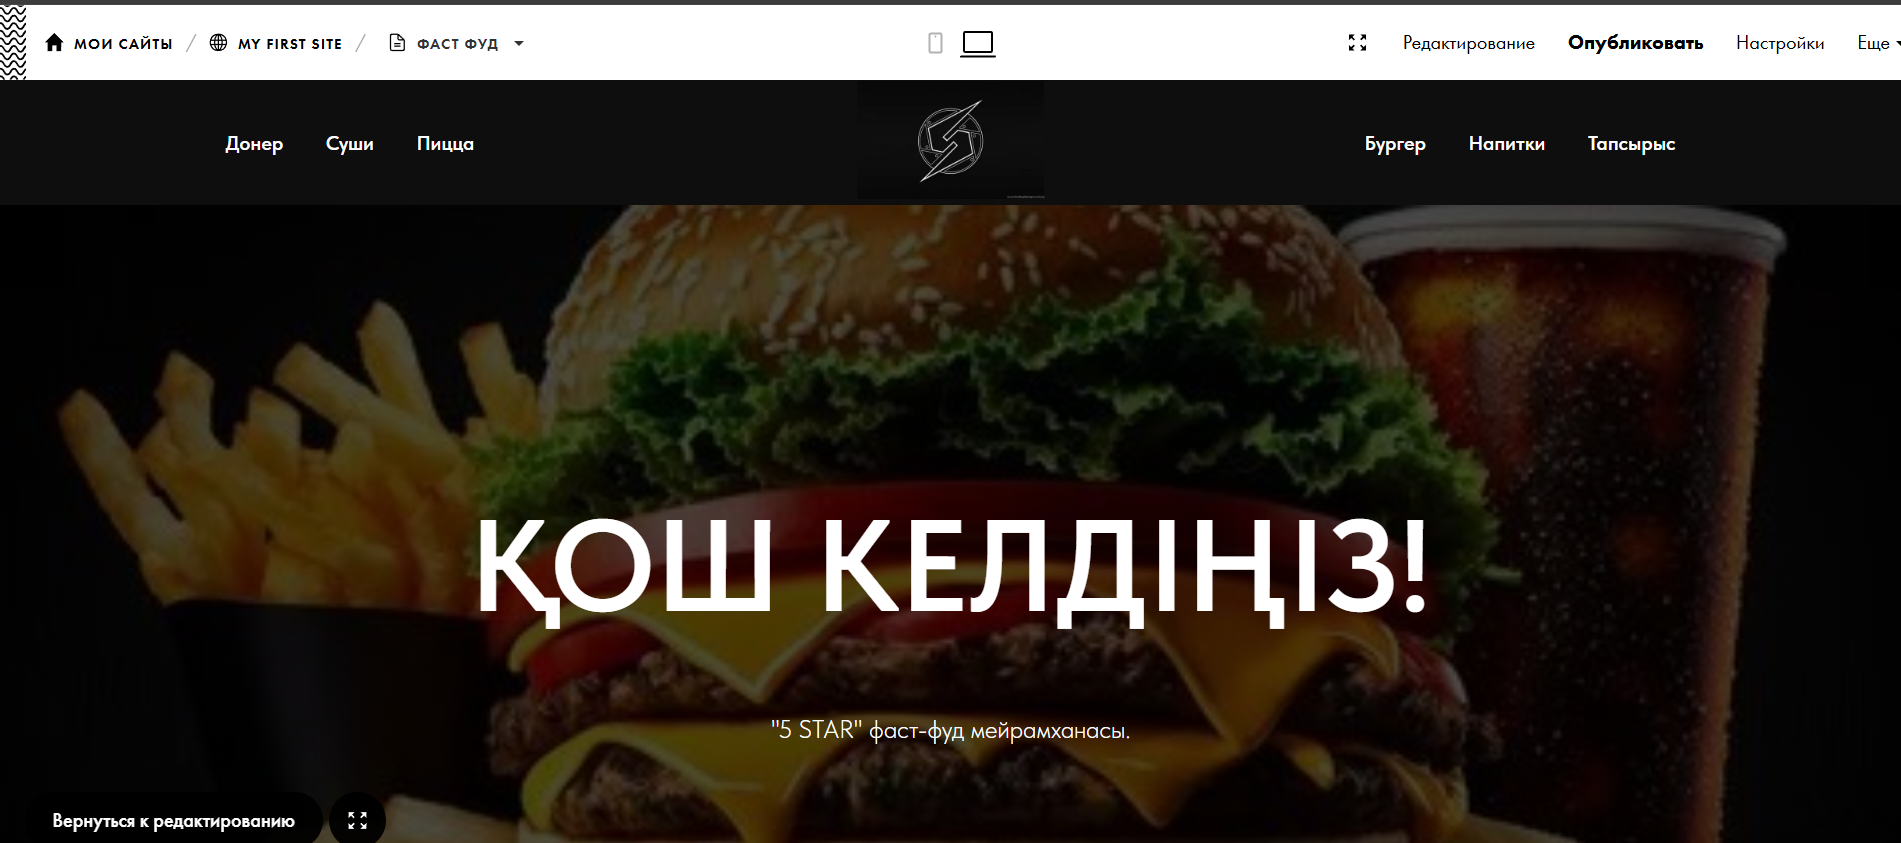 МОИ САЙТЫ / MY FIRST SITE / ФАСТ ФУД
Редактирование Опубликовать Настройки Еще
Донер Суши Пицца
Бургер Напитки Тапсырыс
ҚОШ КЕЛДІҢІЗ!
"5 STAR" фаст-фуд мейрамханасы.
Вернуться к редактированию